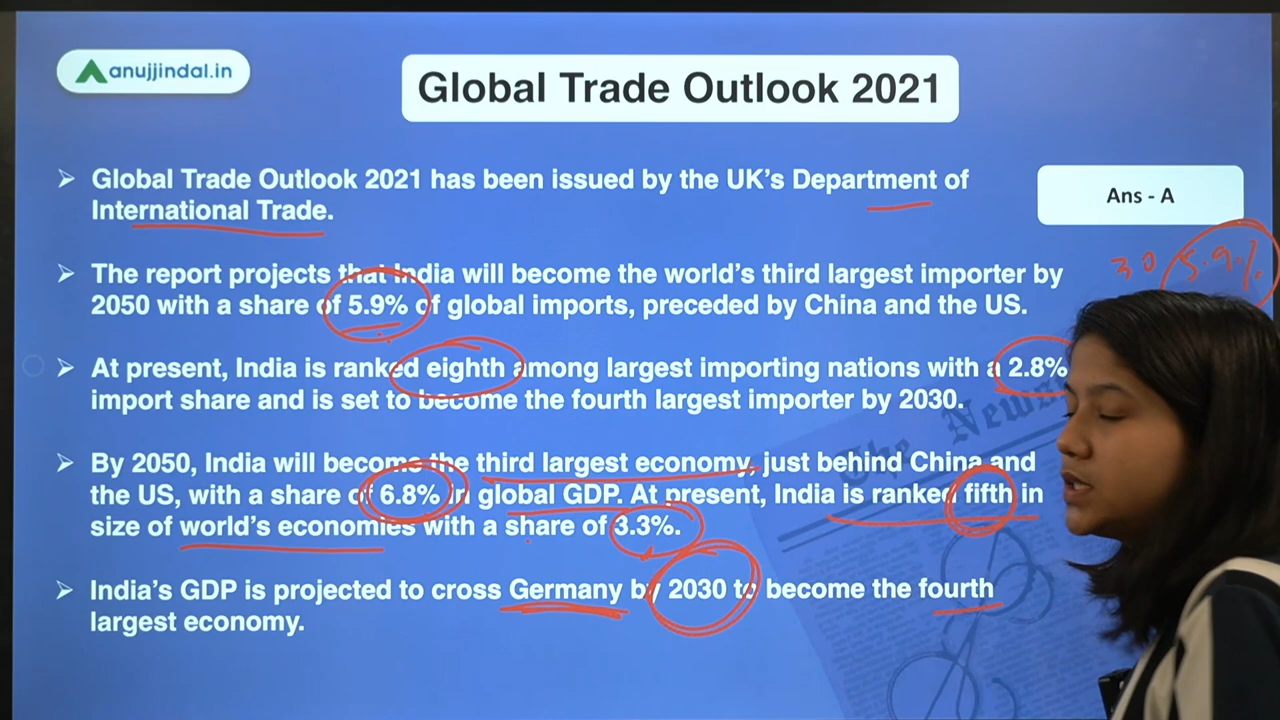 anujjindal.in
Global Trade Outlook 2021
Global Trade Outlook 2021 has been issued by the UK's Department of
International Trade.
Ans - A
The report projects that India will become the world's third largest importer by
2050 with a share of 5.9% of global imports, preceded by China and the US.
30 5.9%
At present, India is ranked eighth among largest importing nations with a 2.8%
import share and is set to become the fourth largest importer by 2030.
By 2050, India will become the third largest economy, just behind China and
the US, with a share of 6.8% in global GDP. At present, India is ranked fifth in
size of world's economies with a share of 3.3%.
India's GDP is projected to cross Germany by 2030 to become the fourth
largest economy.
The News